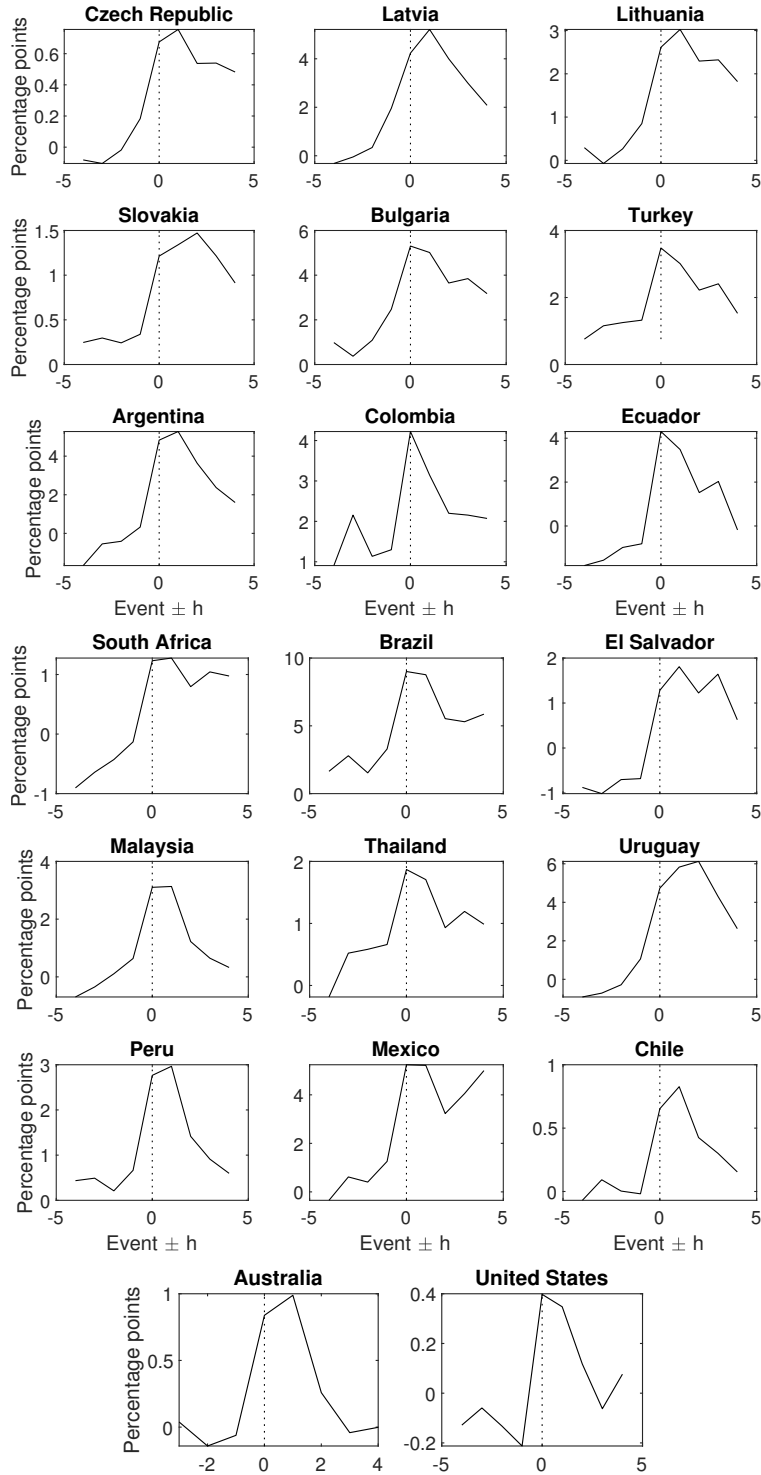 Czech Republic Latvia Lithuania
Percentage points
0.6 4 3
0.4 2
0.2 2 1
0 0 0
-5 0 5 -5 0 5 -5 0 5
Slovakia Bulgaria Turkey
Percentage points
1.5 6 4
1 4
0.5 2 2
0 0 0
-5 0 5 -5 0 5 -5 0 5
Argentina Colombia Ecuador
Percentage points
4 4 4
2 3 2
0 2 0
1
-5 0 5 -5 0 5 -5 0 5
Event ± h Event ± h
South Africa Brazil El Salvador
Percentage points
1 10 2
1
0 5 0
-1 0 -1
-5 0 5 -5 0 5 -5 0 5
Malaysia Thailand Uruguay
Percentage points
4 2 6
2 1 4
2
0 0 0
-5 0 5 -5 0 5 -5 0 5
Peru Mexico Chile
Percentage points
3 4 1
2
1 2 0.5
0 0 0
-5 0 5 -5 0 5 -5 0 5
Event ± h Event ± h
Australia United States
Percentage points
1 0.4
0.5 0.2
0 0
-0.2
-2 0 2 4 -5 0 5